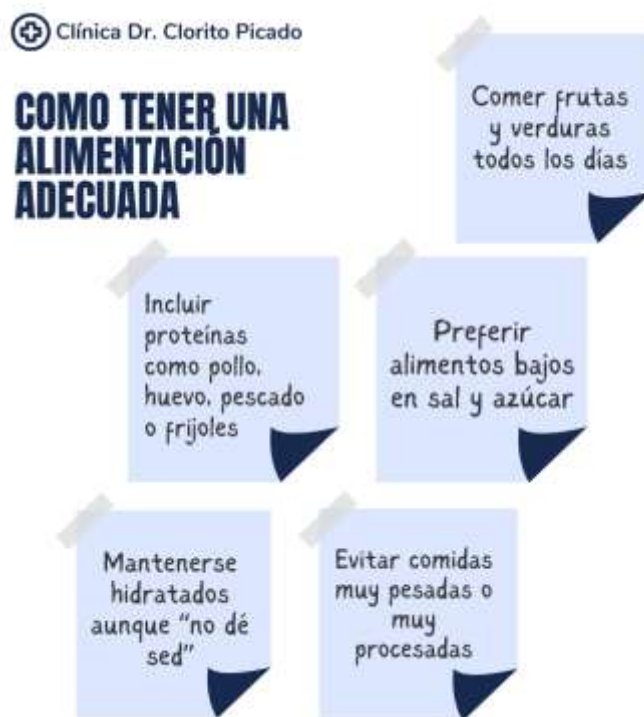 Clínica Dr. Clorito Picado
COMO TENER UNA
ALIMENTACIÓN
ADECUADA
Comer frutas
y verduras
todos los días
Incluir
proteínas
como pollo,
huevo, pescado
o frijoles
Preferir
alimentos bajos
en sal y azúcar
Mantenerse
hidratados
aunque "no dé
sed"
Evitar comidas
muy pesadas o
muy
procesadas